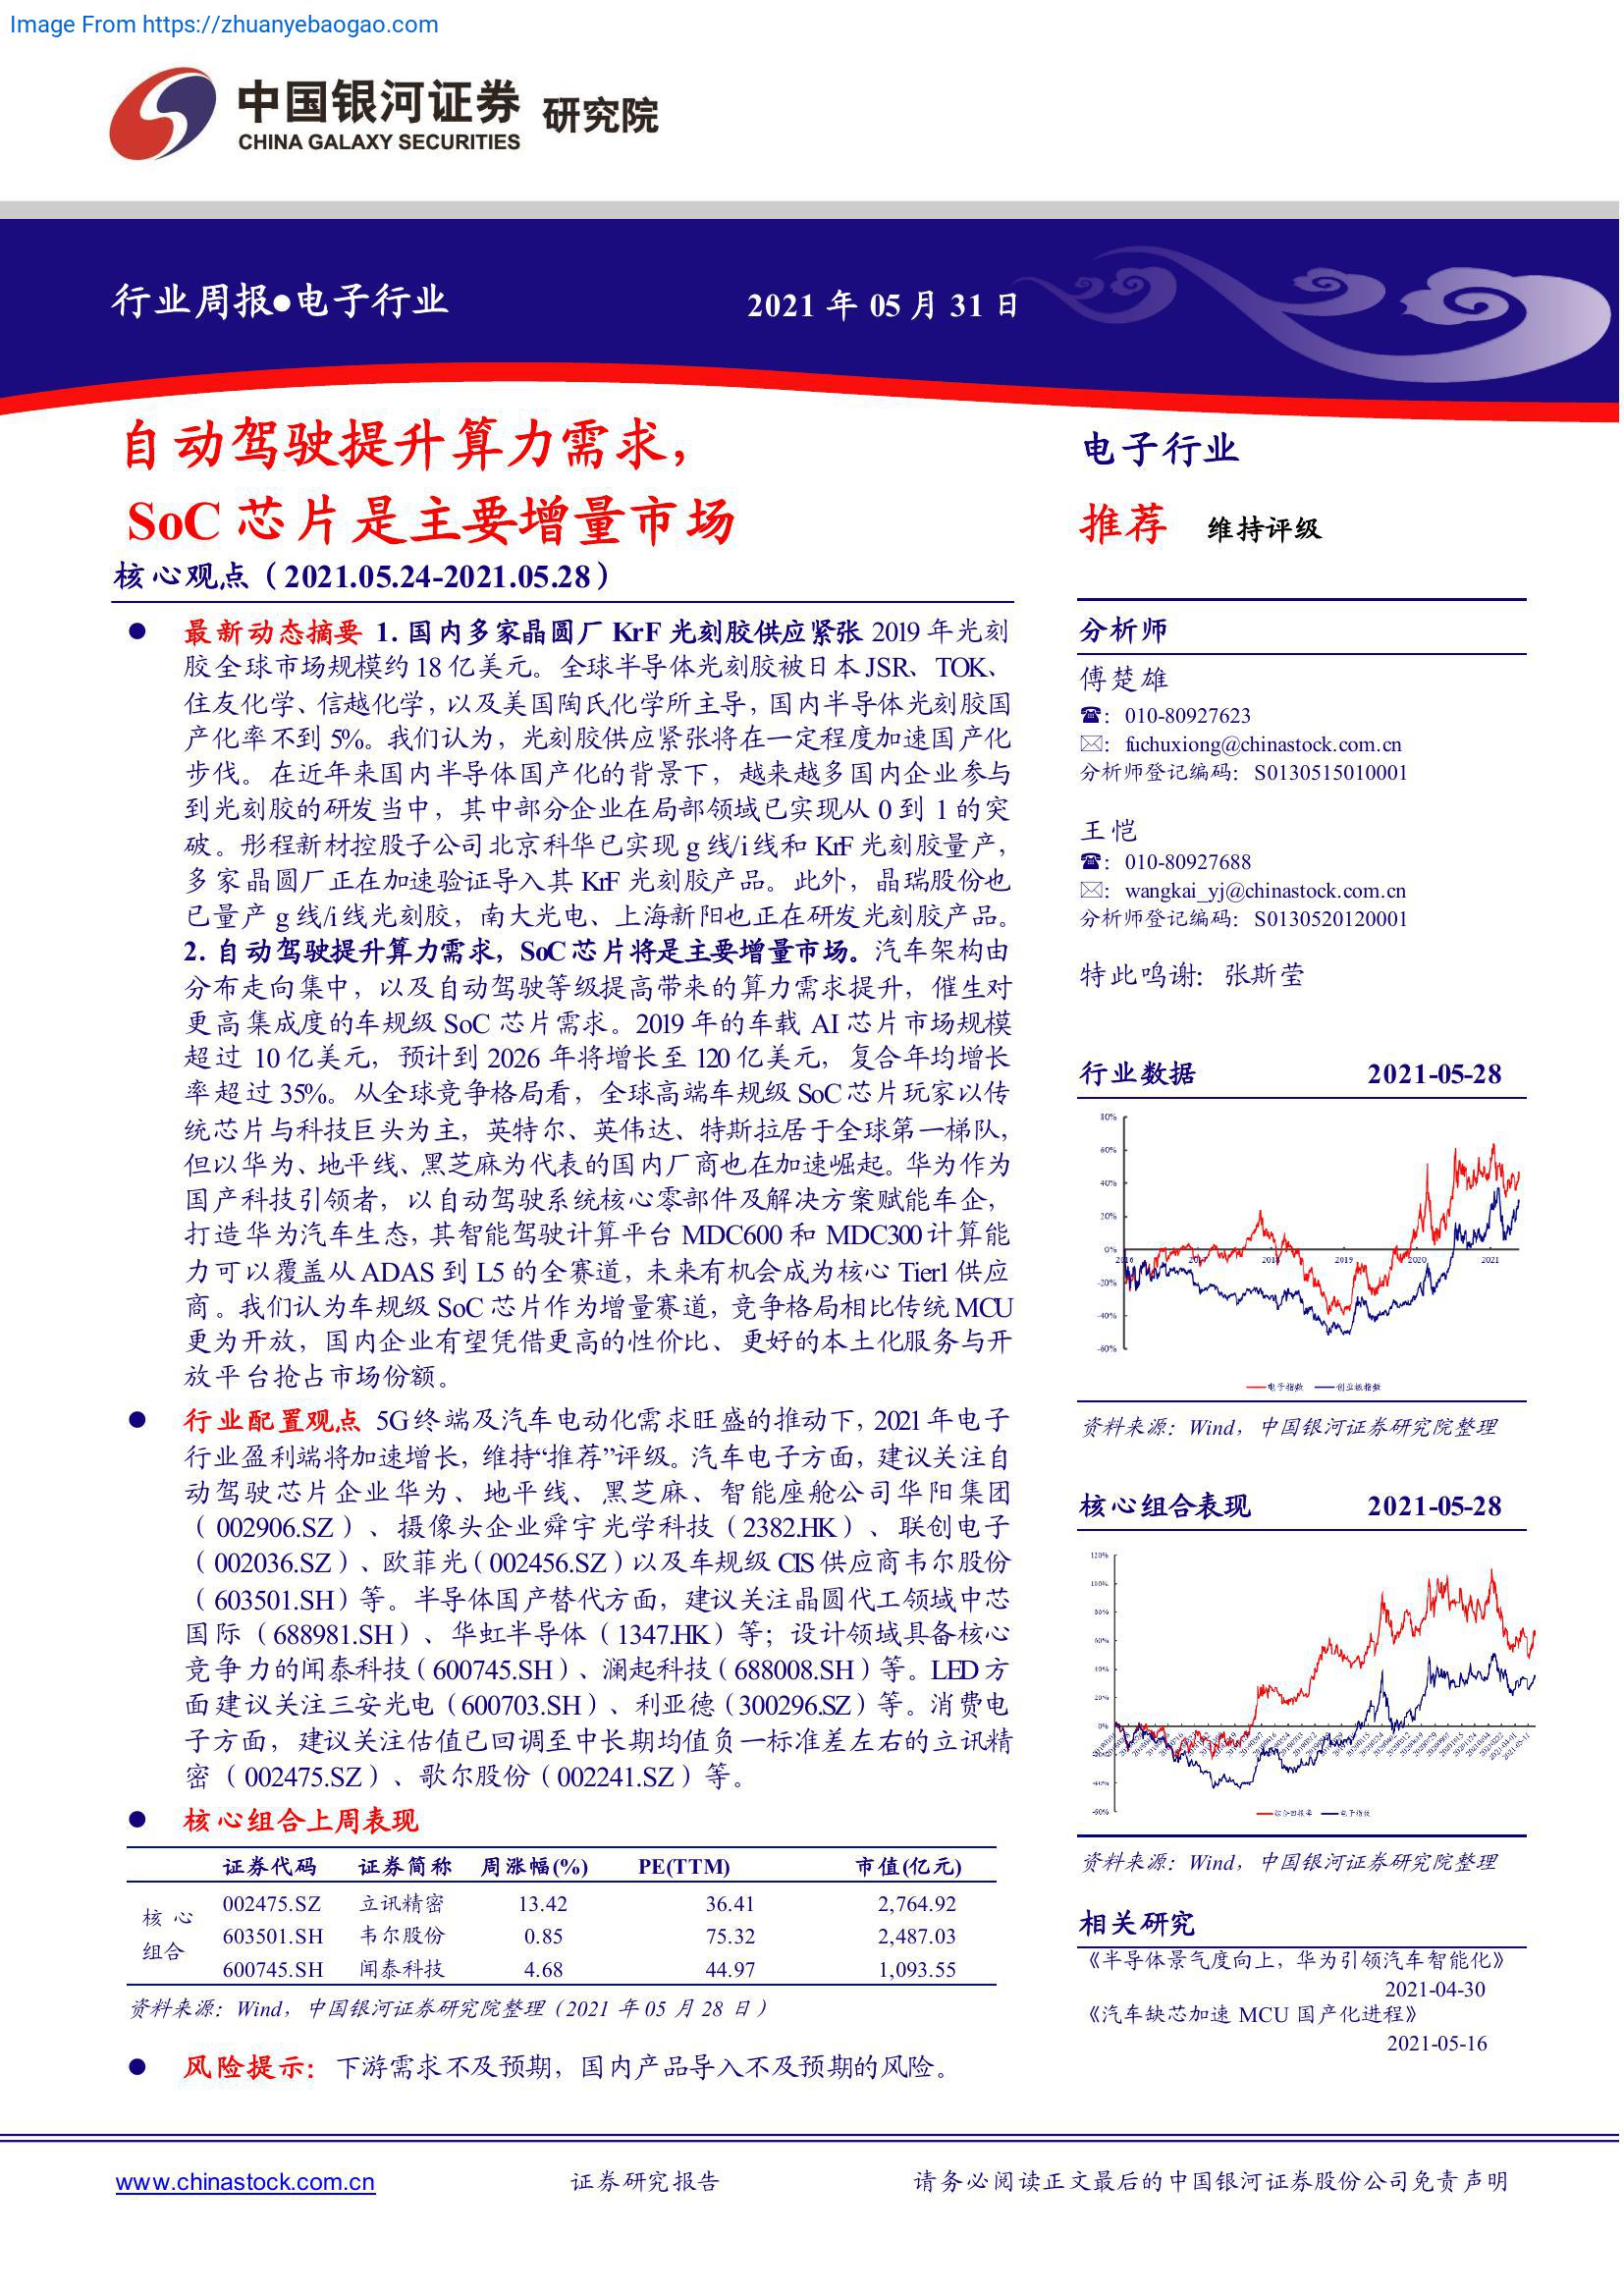 Image From https://zhuanyebaogao.com
中国银河证券 研究院
CHINA GALAXY SECURITIES
行业周报●电子行业
2021 年 05 月 31 日
自动驾驶提升算力需求，
SoC 芯片是主要增量市场
核心观点（2021.05.24-2021.05.28）
● 最新动态摘要 1. 国内多家晶圆厂 KrF 光刻胶供应紧张 2019 年光刻
胶全球市场规模约 18 亿美元。全球半导体光刻胶被日本 JSR、TOK、
住友化学、信越化学，以及美国陶氏化学所主导，国内半导体光刻胶国
产化率不到 5%。我们认为，光刻胶供应紧张将在一定程度加速国产化
步伐。在近年来国内半导体国产化的背景下，越来越多国内企业参与
到光刻胶的研发当中，其中部分企业在局部领域已实现从 0 到 1 的突
破。彤程新材控股子公司北京科华已实现 g 线/i 线和 KrF 光刻胶量产，
多家晶圆厂正在加速验证导入其 KrF 光刻胶产品。此外，晶瑞股份也
已量产 g 线/i 线光刻胶，南大光电、上海新阳也正在研发光刻胶产品。
2. 自动驾驶提升算力需求，SoC 芯片将是主要增量市场。汽车架构由
分布走向集中，以及自动驾驶等级提高带来的算力需求提升，催生对
更高集成度的车规级 SoC 芯片需求。2019 年的车载 AI 芯片市场规模
超过 10 亿美元，预计到 2026 年将增长至 120 亿美元，复合年均增长
率超过 35%。从全球竞争格局看，全球高端车规级 SoC 芯片玩家以传
统芯片与科技巨头为主，英特尔、英伟达、特斯拉居于全球第一梯队，
但以华为、地平线、黑芝麻为代表的国内厂商也在加速崛起。华为作为
国产科技引领者，以自动驾驶系统核心零部件及解决方案赋能车企，
打造华为汽车生态，其智能驾驶计算平台 MDC600 和 MDC300 计算能
力可以覆盖从 ADAS 到 L5 的全赛道，未来有机会成为核心 Tier1 供应
商。我们认为车规级 SoC 芯片作为增量赛道，竞争格局相比传统 MCU
更为开放，国内企业有望凭借更高的性价比、更好的本土化服务与开
放平台抢占市场份额。
● 行业配置观点 5G 终端及汽车电动化需求旺盛的推动下，2021 年电子
行业盈利端将加速增长，维持“推荐”评级。汽车电子方面，建议关注自
动驾驶芯片企业华为、地平线、黑芝麻、智能座舱公司华阳集团
（002906.SZ）、摄像头企业舜宇光学科技（2382.HK）、联创电子
（002036.SZ）、欧菲光（002456.SZ）以及车规级 CIS 供应商韦尔股份
（603501.SH）等。半导体国产替代方面，建议关注晶圆代工领域中芯
国际（688981.SH）、华虹半导体（1347.HK）等；设计领域具备核心
竞争力的闻泰科技（600745.SH）、澜起科技（688008.SH）等。LED 方
面建议关注三安光电（600703.SH）、利亚德（300296.SZ）等。消费电
子方面，建议关注估值已回调至中长期均值负一标准差左右的立讯精
密（002475.SZ）、歌尔股份（002241.SZ）等。
● 核心组合上周表现
证券代码 证券简称 周涨幅(%) PE(TTM) 市值(亿元)
核心组合
002475.SZ 立讯精密 13.42 36.41 2,764.92
603501.SH 韦尔股份 0.85 75.32 2,487.03
600745.SH 闻泰科技 4.68 44.97 1,093.55
资料来源：Wind，中国银河证券研究院整理（2021 年 05 月 28 日）
● 风险提示：下游需求不及预期，国内产品导入不及预期的风险。
电子行业
推荐 维持评级
分析师
傅楚雄
☎：010-80927623
✉：fuchuxiong@chinastock.com.cn
分析师登记编码：S0130515010001
王恺
☎：010-80927688
✉：wangkai_yj@chinastock.com.cn
分析师登记编码：S0130520120001
特此鸣谢：张斯莹
行业数据 2021-05-28
80%
60%
40%
20%
0%
-20%
-40%
-60%
2016 2017 2018 2019 2020 2021
电子指数 创业板指数
资料来源：Wind，中国银河证券研究院整理
核心组合表现 2021-05-28
120%
100%
80%
60%
40%
20%
0%
-20%
-40%
-60%
综合回报率 电子指数
资料来源：Wind，中国银河证券研究院整理
相关研究
《半导体景气度向上，华为引领汽车智能化》
2021-04-30
《汽车缺芯加速 MCU 国产化进程》
2021-05-16
www.chinastock.com.cn
证券研究报告
请务必阅读正文最后的中国银河证券股份公司免责声明